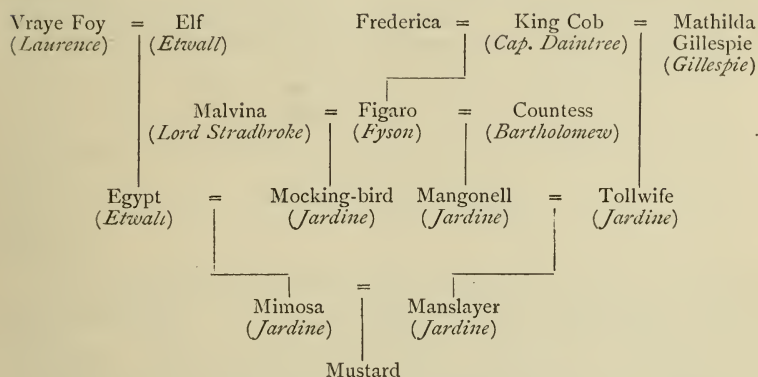 Vraye Foy = Elf Frederica = King Cob = Mathilda
(Laurence) (Etwall) (Cap. Daintree) Gillespie
(Gillespie)
Malvina = Figaro = Countess
(Lord Stradbroke) (Fyson) (Bartholomew)
Egypt = Mocking-bird Mangonell = Tollwife
(Etwall) (Jardine) (Jardine) (Jardine)
=
Mimosa Manslayer
(Jardine) (Jardine)
Mustard